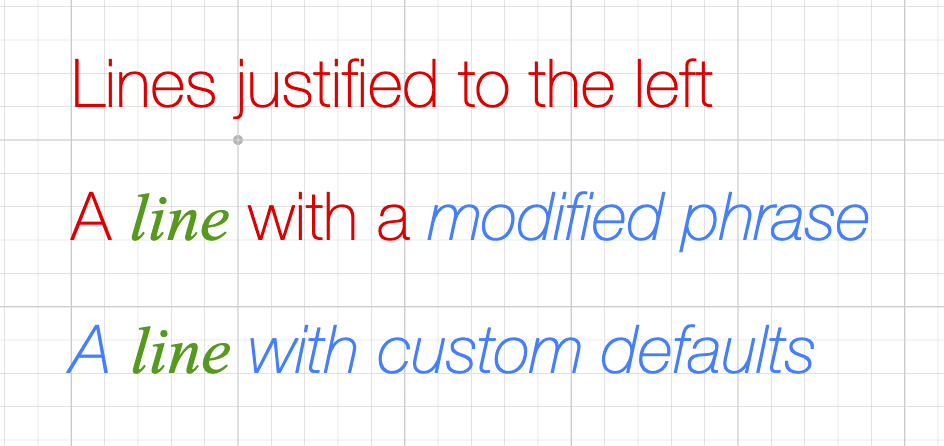 Lines justified to the left
A line with a modified phrase
A line with custom defaults